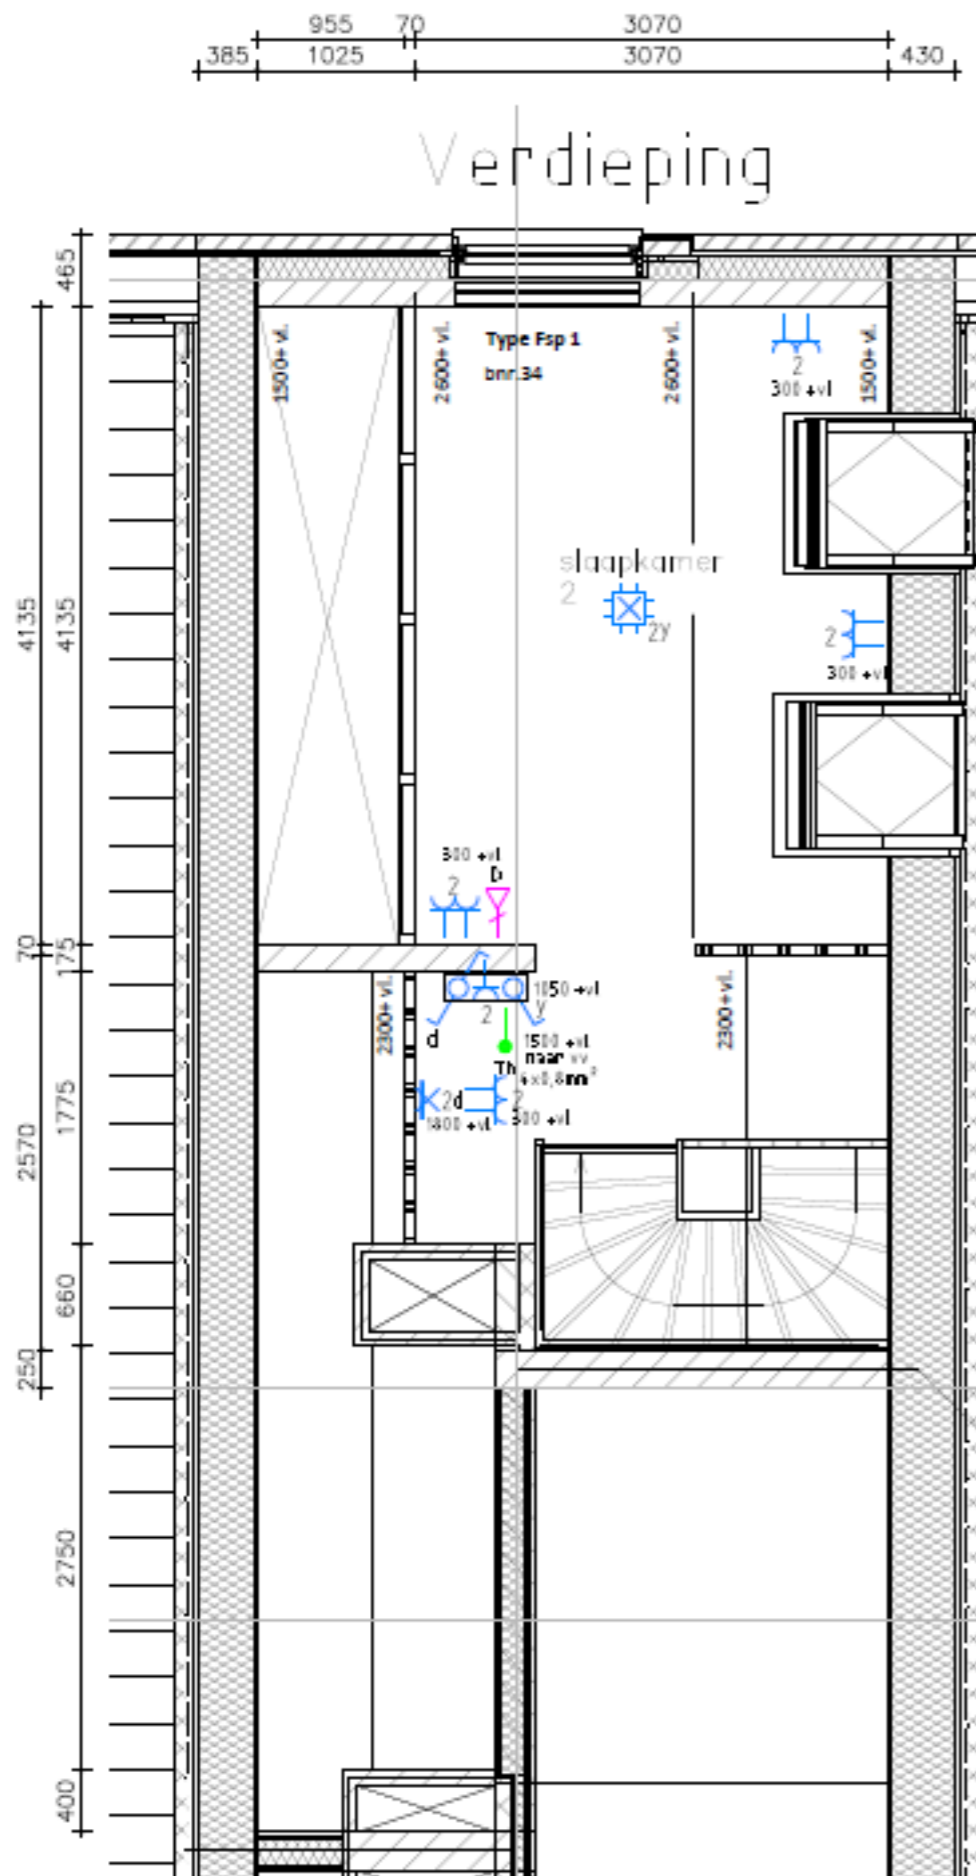 955 70 3070
385 1025 3070 430
Verdieping
465
1500+ vl.
2600+ vl.
Type Fsp 1
bnr.34
2600+ vl.
2
300 +vl
1500+ vl.
slaapkamer
2
2y
2
300 +vl
4135
4135
300 +vl
2
D
70
175
2300+ vl.
2
1050 +vl
y
d
1500 +vl
naar vv
Th
2300+ vl.
2d
2
1800 +vl
300 +vl
1775
2570
660
250
2750
400